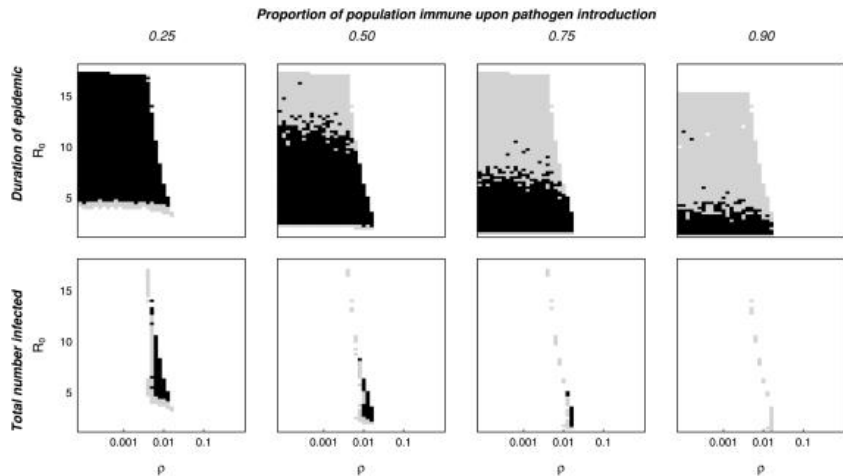 Proportion of population immune upon pathogen introduction
0.25 0.50 0.75 0.90
Duration of epidemic
R₀
15
10
5
Total number infected
R₀
15
10
5
0.001 0.01 0.1 0.001 0.01 0.1 0.001 0.01 0.1 0.001 0.01 0.1
ρ ρ ρ ρ